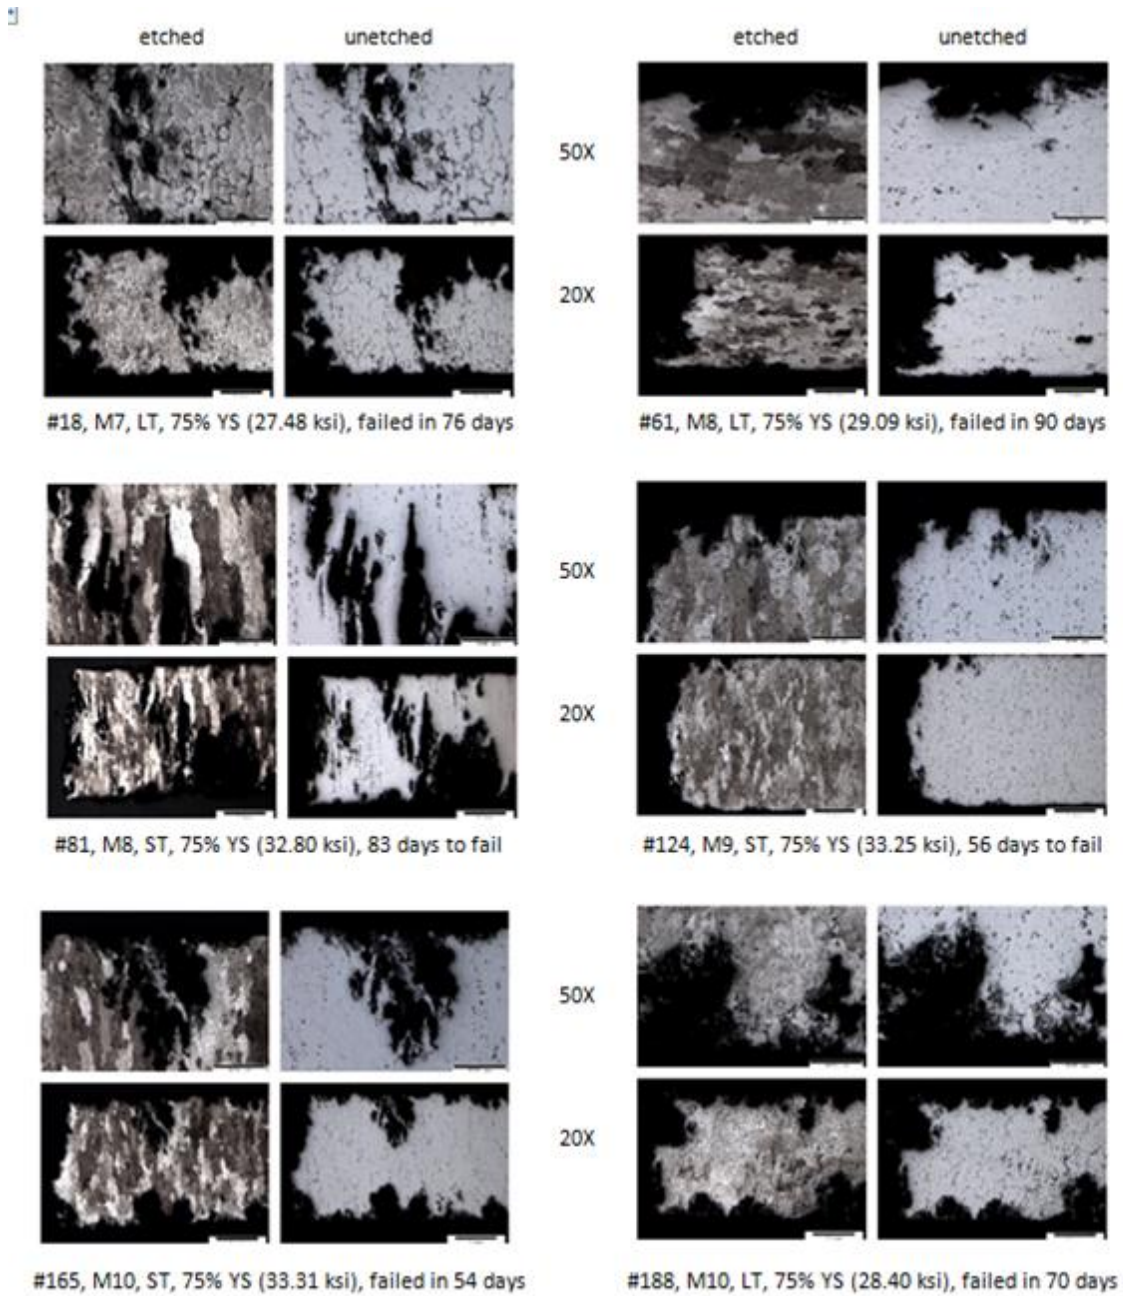 etched unetched etched unetched
50X
20X
#18, M7, LT, 75% YS (27.48 ksi), failed in 76 days
#61, M8, LT, 75% YS (29.09 ksi), failed in 90 days
50X
20X
#81, M8, ST, 75% YS (32.80 ksi), 83 days to fail
#124, M9, ST, 75% YS (33.25 ksi), 56 days to fail
50X
20X
#165, M10, ST, 75% YS (33.31 ksi), failed in 54 days
#188, M10, LT, 75% YS (28.40 ksi), failed in 70 days